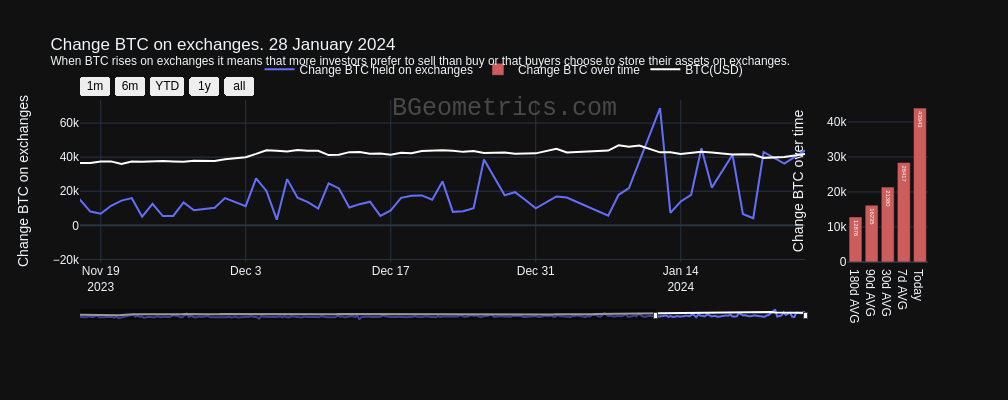 Change BTC on exchanges. 28 January 2024
When BTC rises on exchanges it means that more investors prefer to sell than buy or that buyers choose to store their assets on exchanges.
Change BTC held on exchanges
Change BTC over time
BTC(USD)
1m 6m YTD 1y all
BGeometrics.com
Change BTC on exchanges
60k
40k
20k
0
−20k
Nov 19
2023
Dec 3
Dec 17
Dec 31
Jan 14
2024
Change BTC over time
40k
30k
20k
10k
0
180d AVG
90d AVG
30d AVG
7d AVG
Today